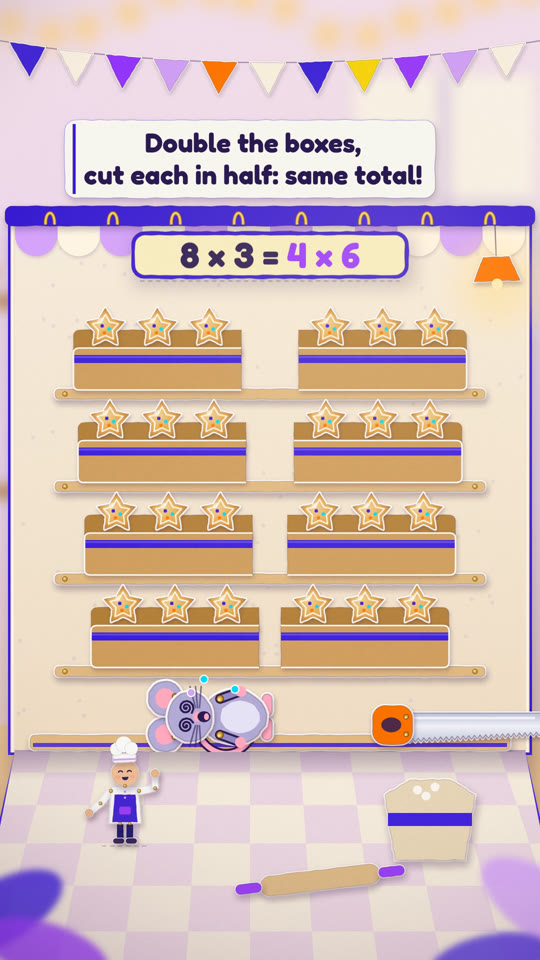 Double the boxes,
cut each in half: same total!
8 × 3 = 4 × 6